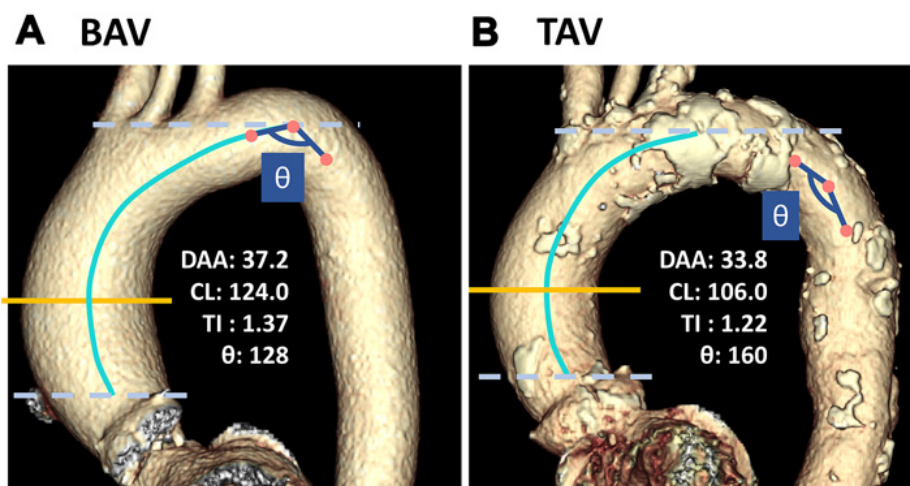 A BAV
B TAV
θ
DAA: 37.2
CL: 124.0
TI : 1.37
θ: 128
θ
DAA: 33.8
CL: 106.0
TI : 1.22
θ: 160